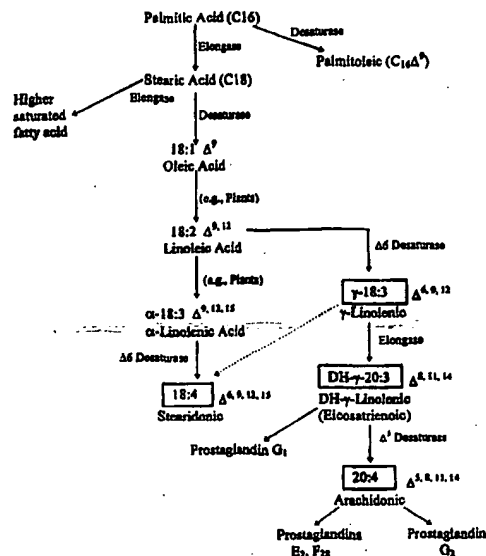 Palmitic Acid (C16)
Elongase
Desaturase
Palmitoleic (C16Δ9)
Stearic Acid (C18)
Elongase
Higher
saturated
fatty acid
Desaturase
18:1 Δ9
Oleic Acid
(e.g., Plants)
18:2 Δ9, 12
Linoleic Acid
Δ6 Desaturase
(e.g., Plants)
γ-18:3 Δ6, 9, 12
γ-Linolenic
α-18:3 Δ9, 12, 15
α-Linolenic Acid
Elongase
Δ6 Desaturase
DH-γ-20:3 Δ8, 11, 14
DH-γ-Linolenic
(Eicosatrienoic)
18:4 Δ6, 9, 12, 15
Stearidonic
Δ5 Desaturase
Prostaglandin G1
20:4 Δ5, 8, 11, 14
Arachidonic
Prostaglandins
E2, F2α
Prostaglandins
G2